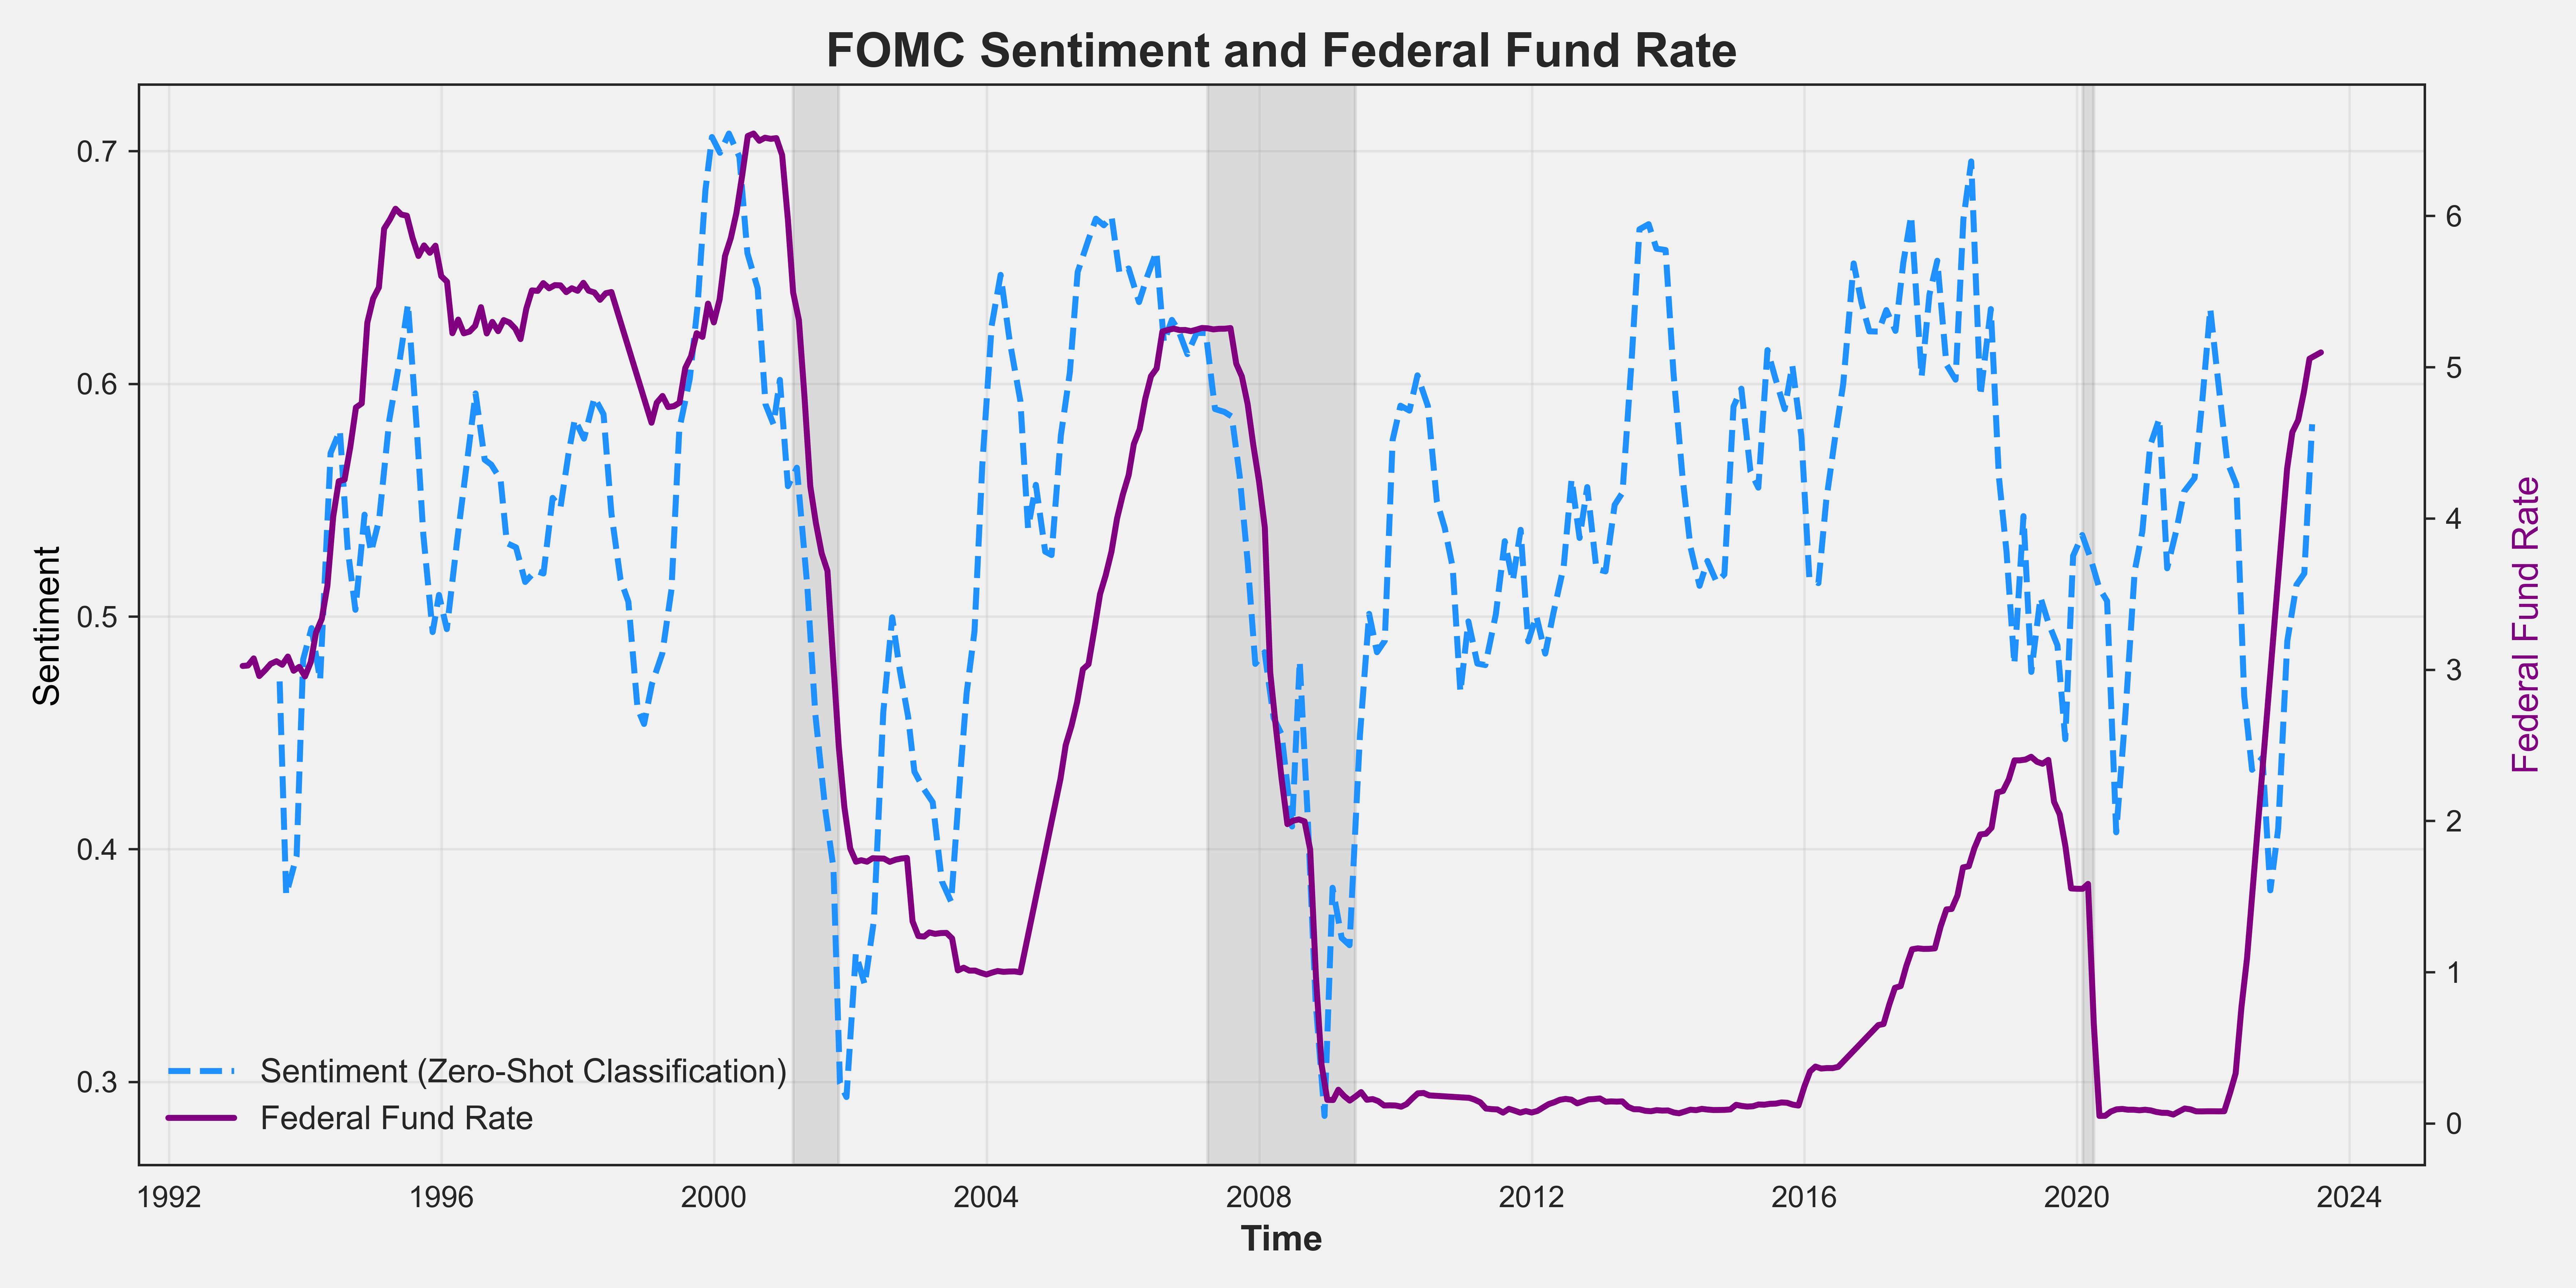 FOMC Sentiment and Federal Fund Rate
0.7
0.6
0.5
0.4
0.3
Sentiment
6
5
4
3
2
1
0
Federal Fund Rate
Sentiment (Zero-Shot Classification)
Federal Fund Rate
1992 1996 2000 2004 2008 2012 2016 2020 2024
Time